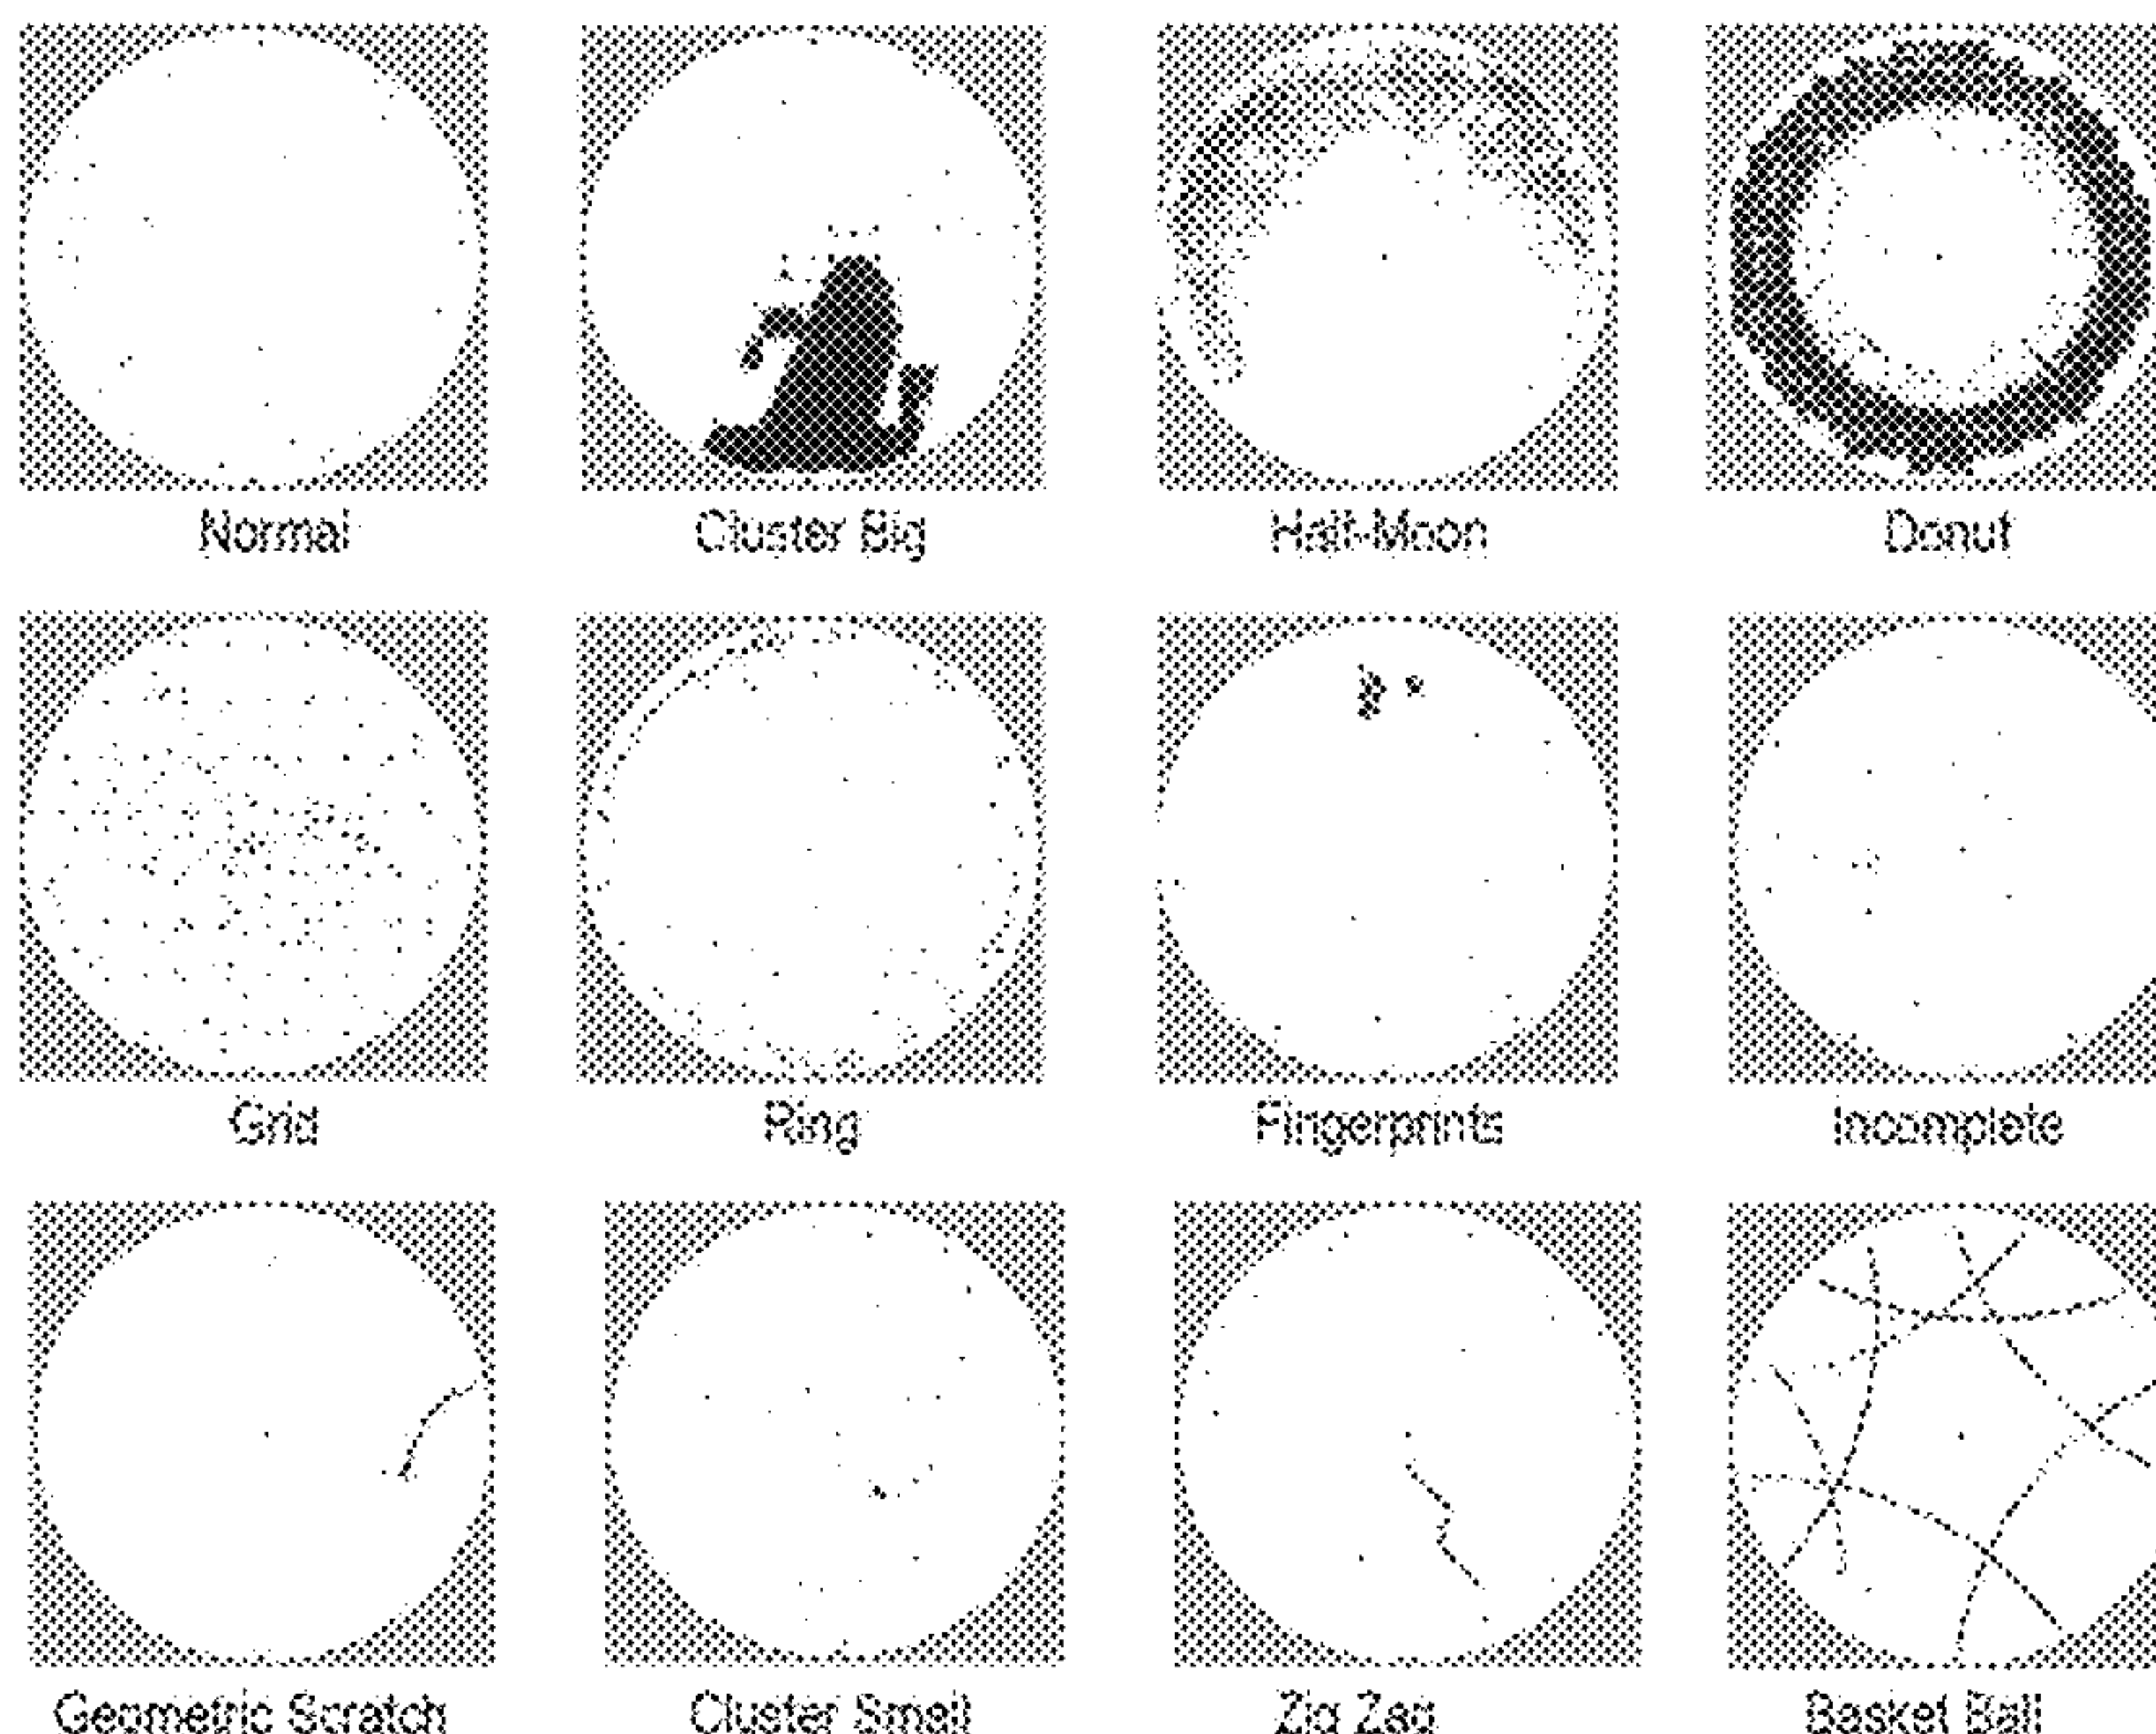 Normal
Cluster Big
Half-Moon
Donut
Grid
Ring
Fingerprints
Incomplete
Geometric Scratch
Cluster Small
Zig Zag
Basket Ball